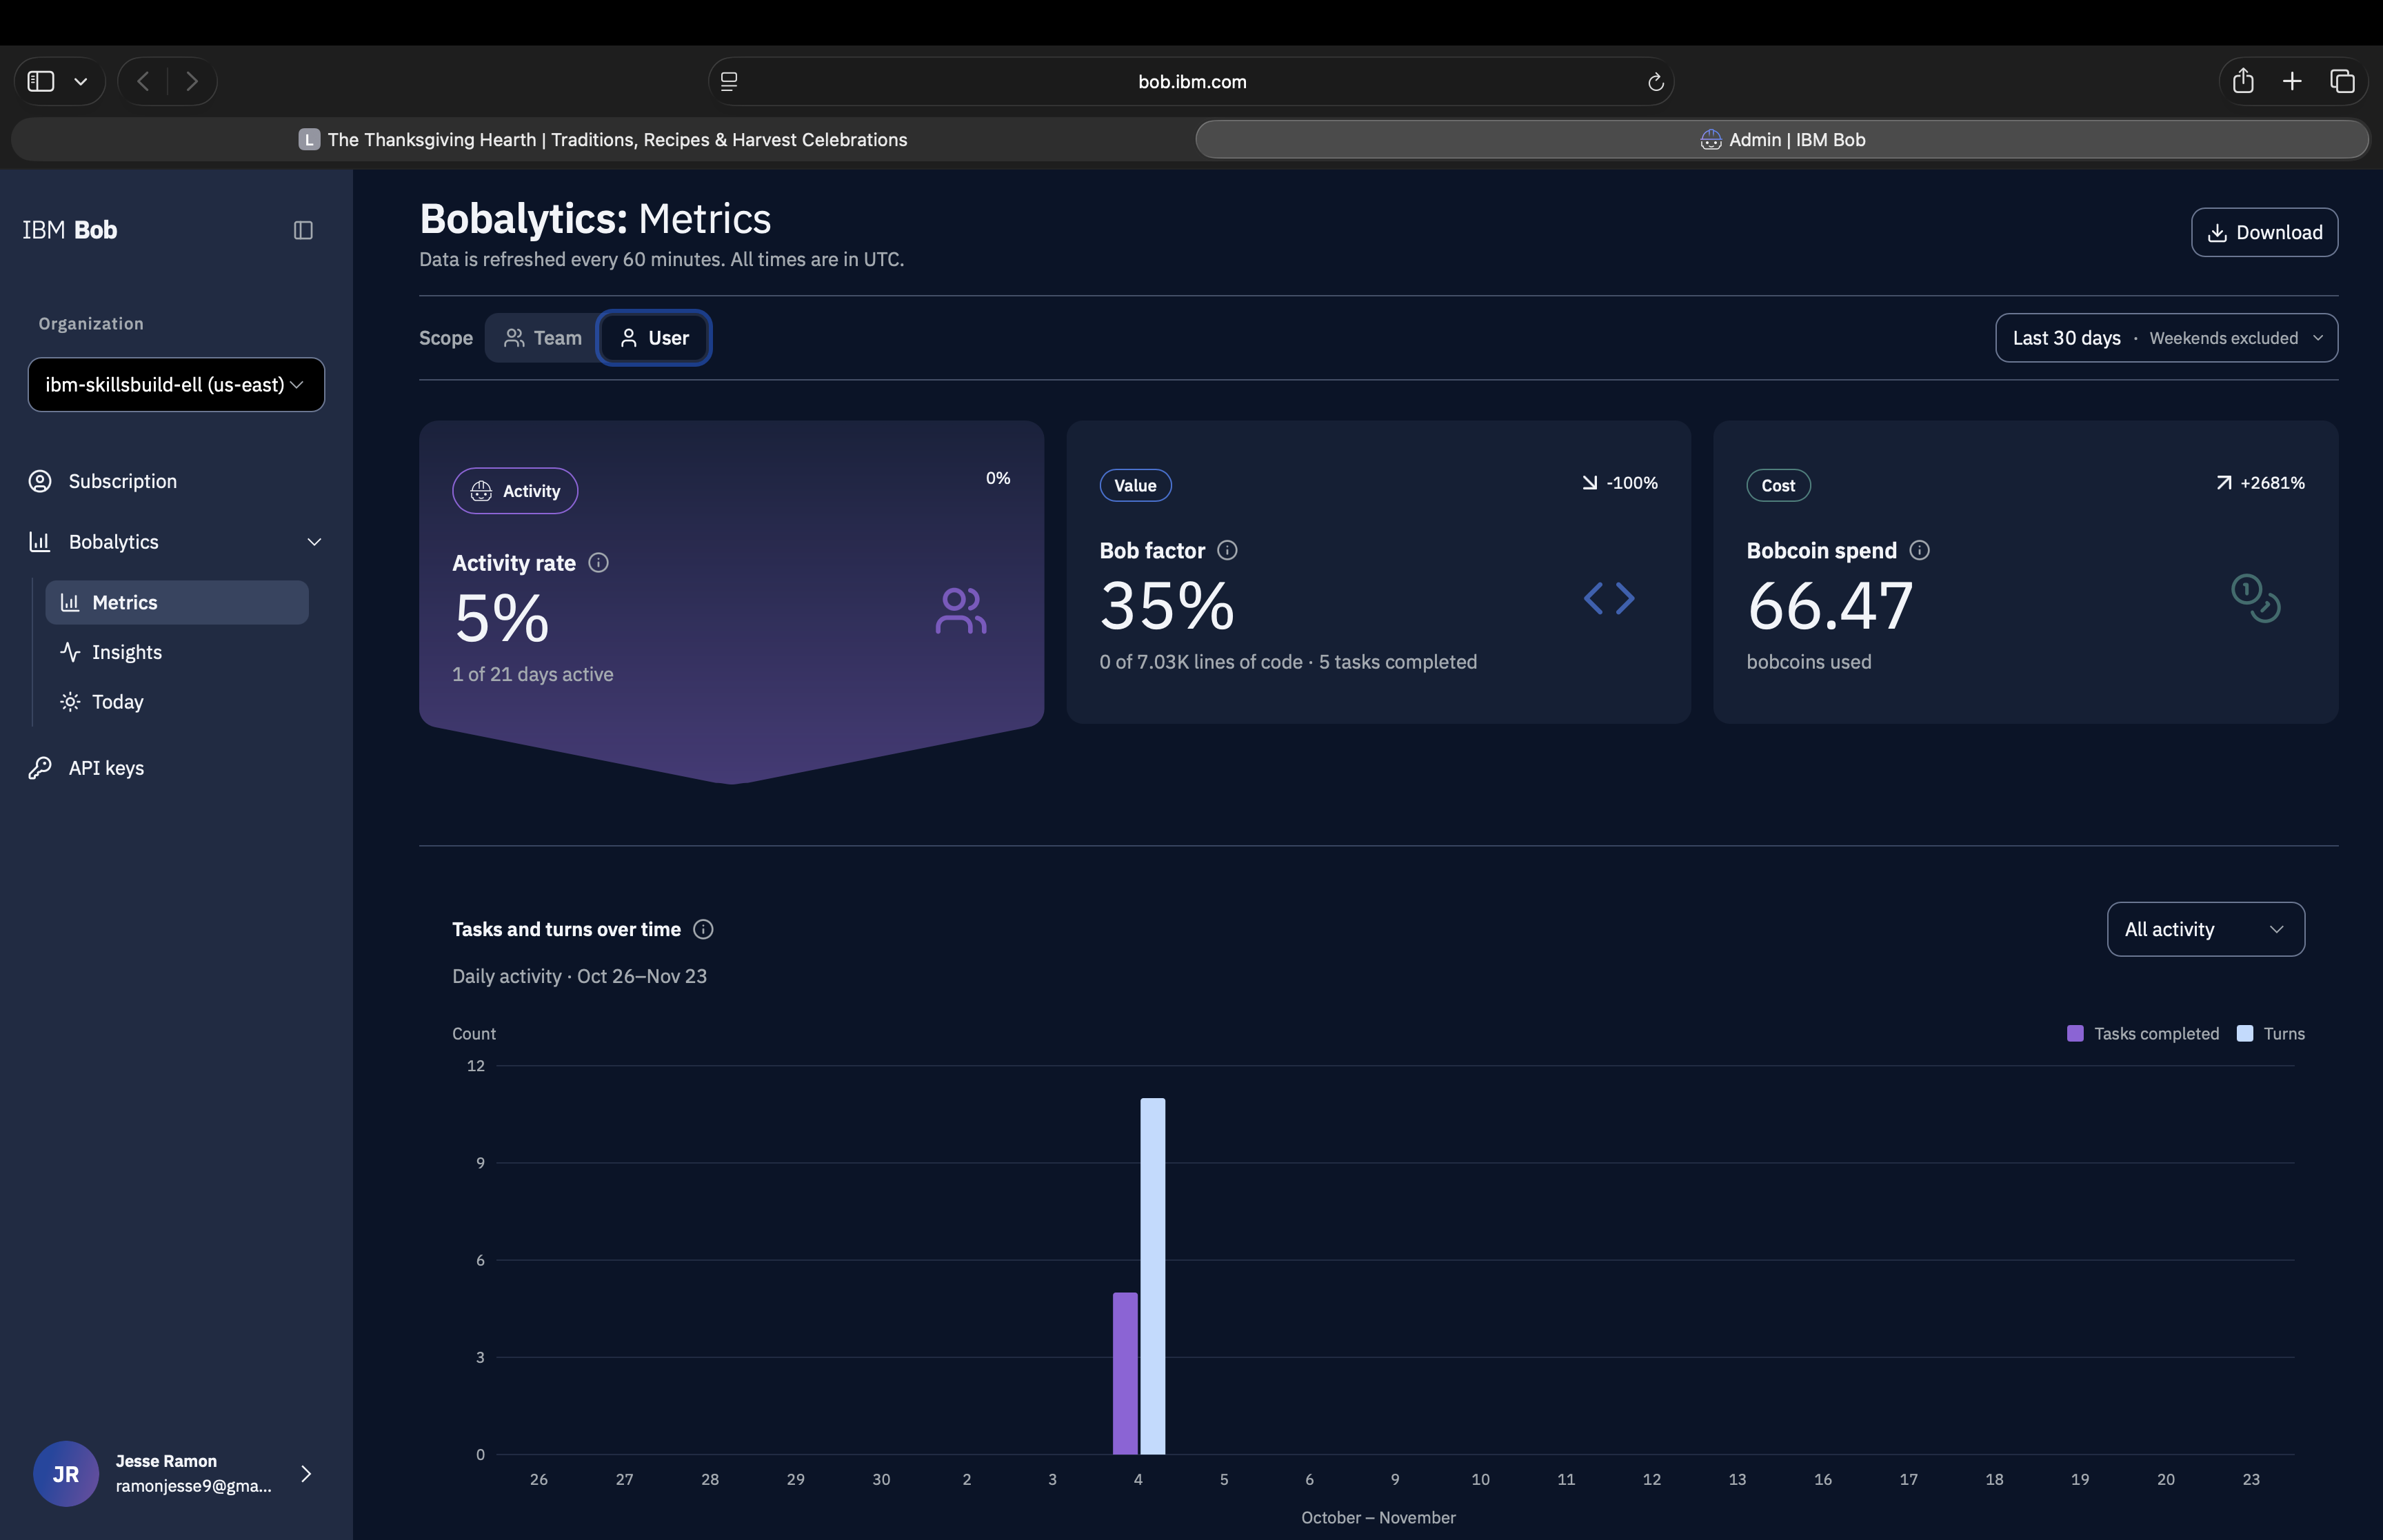 bob.ibm.com
L The Thanksgiving Hearth | Traditions, Recipes & Harvest Celebrations
Admin | IBM Bob
IBM Bob
Organization
ibm-skillsbuild-ell (us-east)
Subscription
Bobalytics
Metrics
Insights
Today
API keys
JR
Jesse Ramon
ramonjesse9@gma...
Bobalytics: Metrics
Data is refreshed every 60 minutes. All times are in UTC.
Download
Scope Team User
Last 30 days · Weekends excluded
Activity 0%
Activity rate
5%
1 of 21 days active
Value -100%
Bob factor
35%
0 of 7.03K lines of code · 5 tasks completed
Cost +2681%
Bobcoin spend
66.47
bobcoins used
Tasks and turns over time
All activity
Daily activity · Oct 26–Nov 23
Count
Tasks completed Turns
12
9
6
3
0
26 27 28 29 30 2 3 4 5 6 9 10 11 12 13 16 17 18 19 20 23
October – November